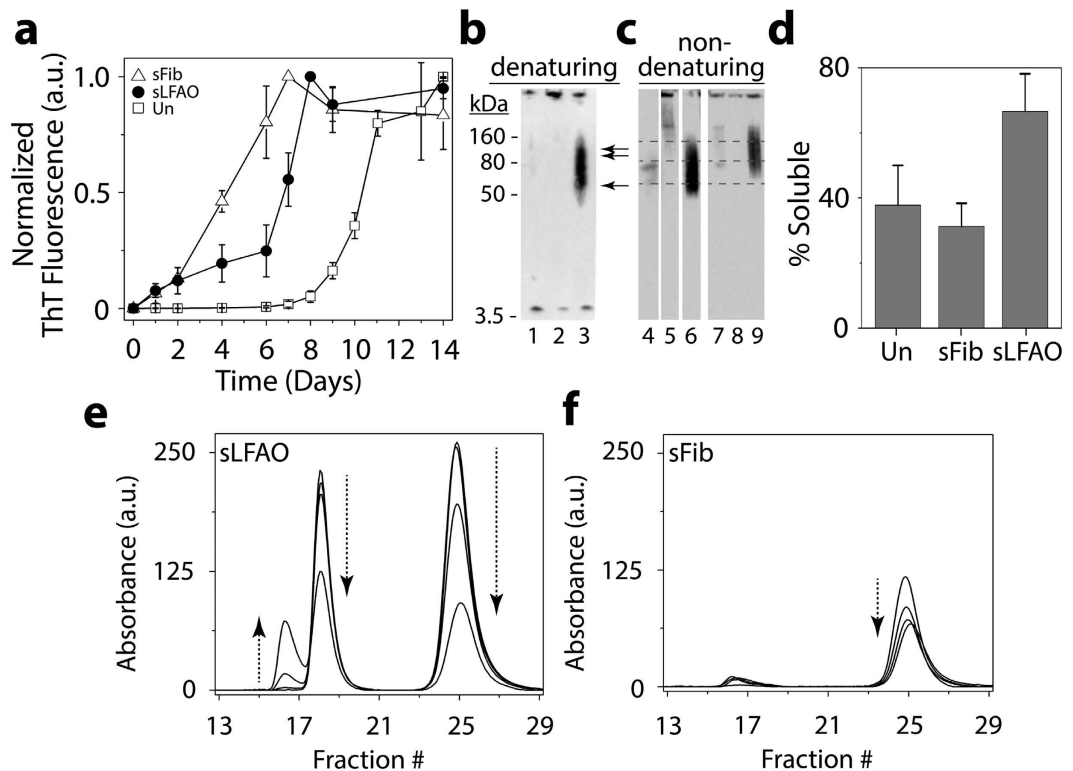 a
Normalized
ThT Fluorescence (a.u.)
1.0
0.5
0
sFib
sLFAO
Un
0 2 4 6 8 10 12 14
Time (Days)
b
denaturing
kDa
160 -
80 -
50 -
3.5 -
1 2 3
c
non-
denaturing
4 5 6 7 8 9
d
% Soluble
80
40
0
Un sFib sLFAO
e
sLFAO
Absorbance (a.u.)
250
125
0
13 17 21 25 29
Fraction #
f
sFib
Absorbance (a.u.)
250
125
0
13 17 21 25 29
Fraction #